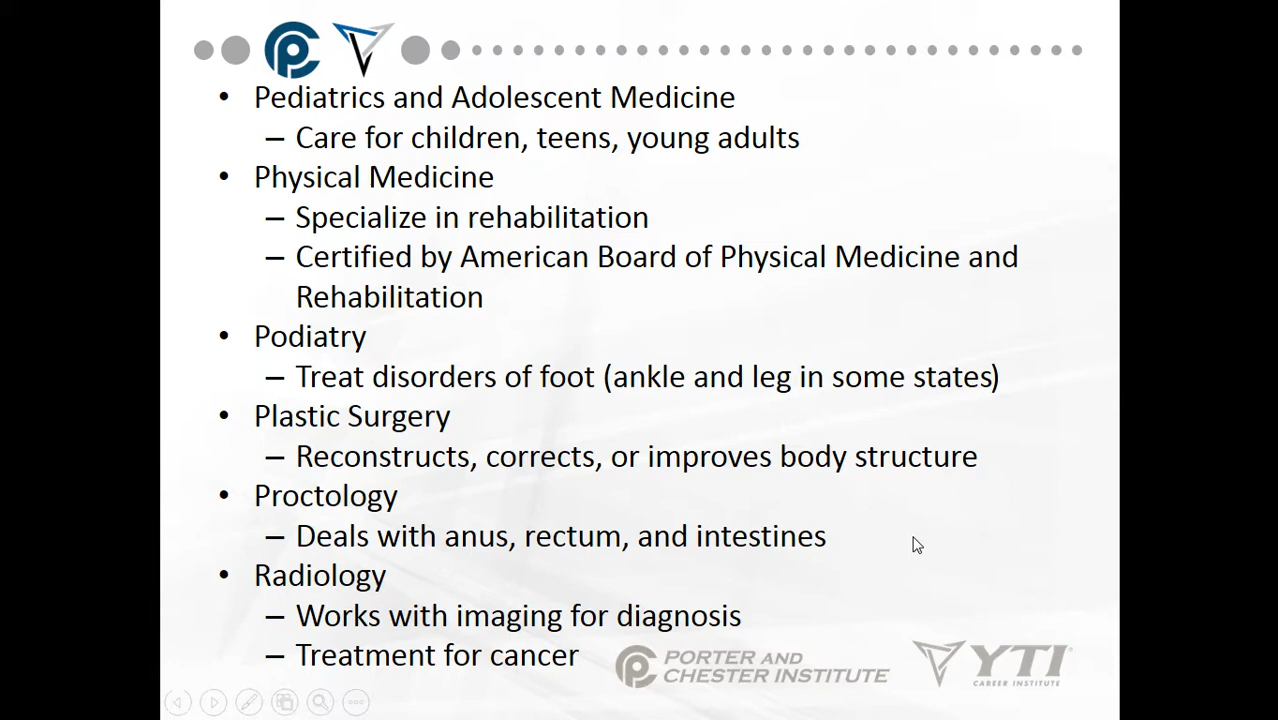 • Pediatrics and Adolescent Medicine
– Care for children, teens, young adults
• Physical Medicine
– Specialize in rehabilitation
– Certified by American Board of Physical Medicine and
Rehabilitation
• Podiatry
– Treat disorders of foot (ankle and leg in some states)
• Plastic Surgery
– Reconstructs, corrects, or improves body structure
• Proctology
– Deals with anus, rectum, and intestines
• Radiology
– Works with imaging for diagnosis
– Treatment for cancer
PORTER AND
CHESTER INSTITUTE
YTI
CAREER INSTITUTE